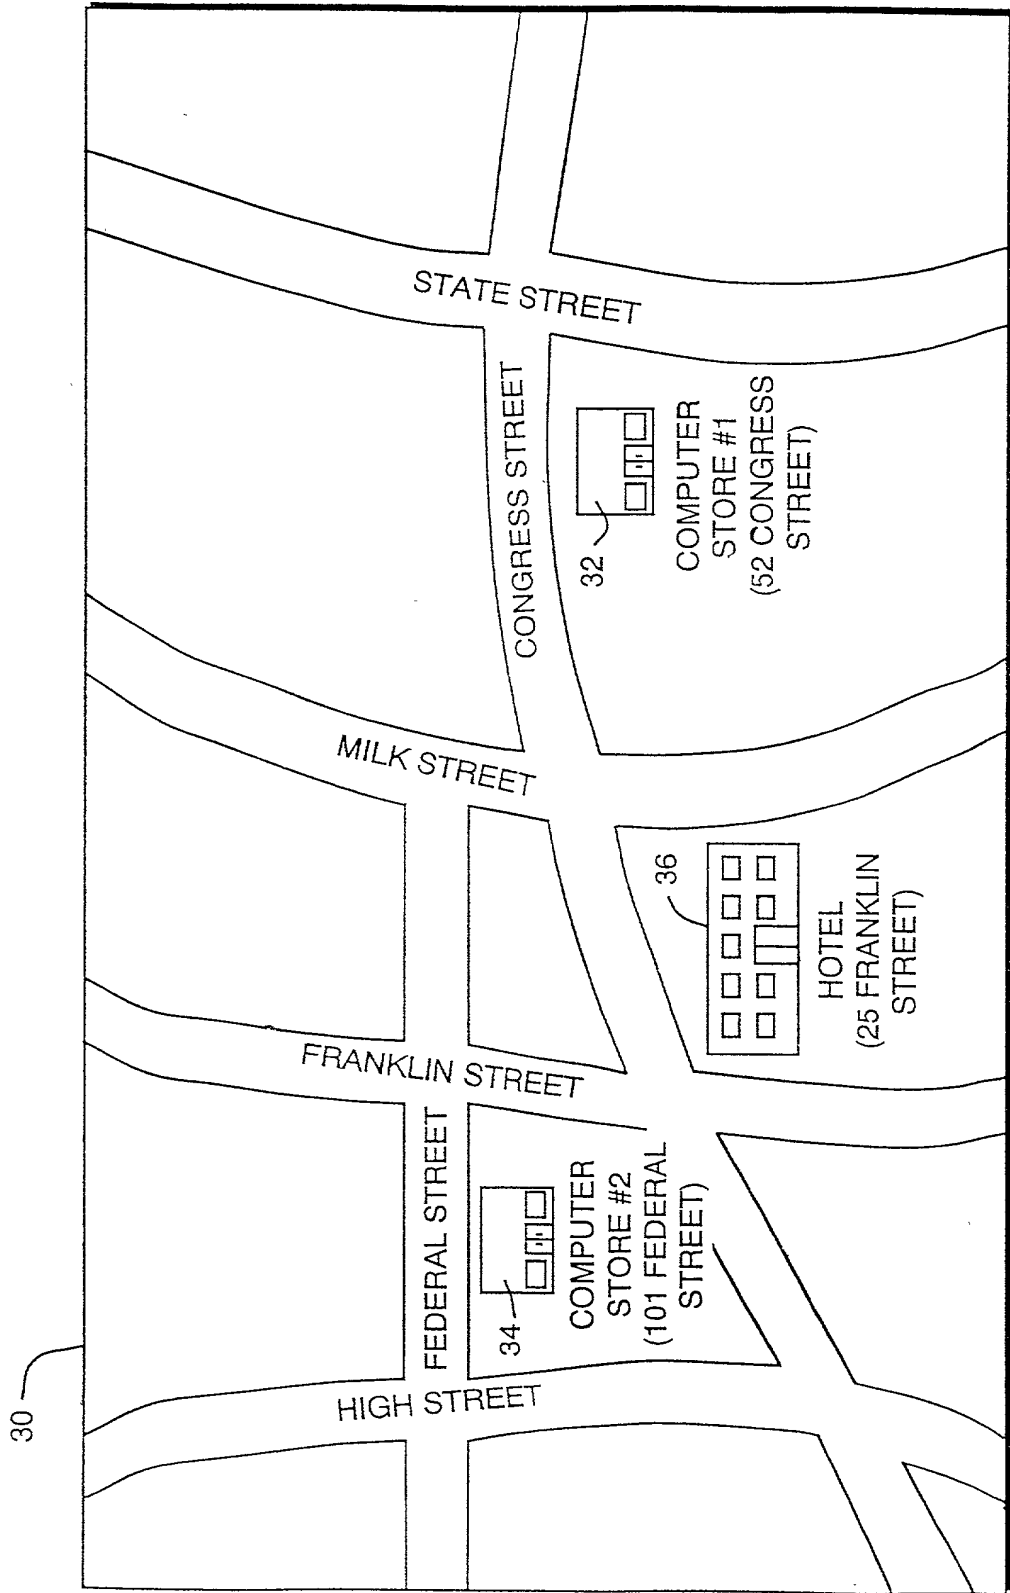 30
HIGH STREET
FEDERAL STREET
FRANKLIN STREET
MILK STREET
CONGRESS STREET
STATE STREET
34
COMPUTER
STORE #2
(101 FEDERAL
STREET)
36
HOTEL
(25 FRANKLIN
STREET)
32
COMPUTER
STORE #1
(52 CONGRESS
STREET)